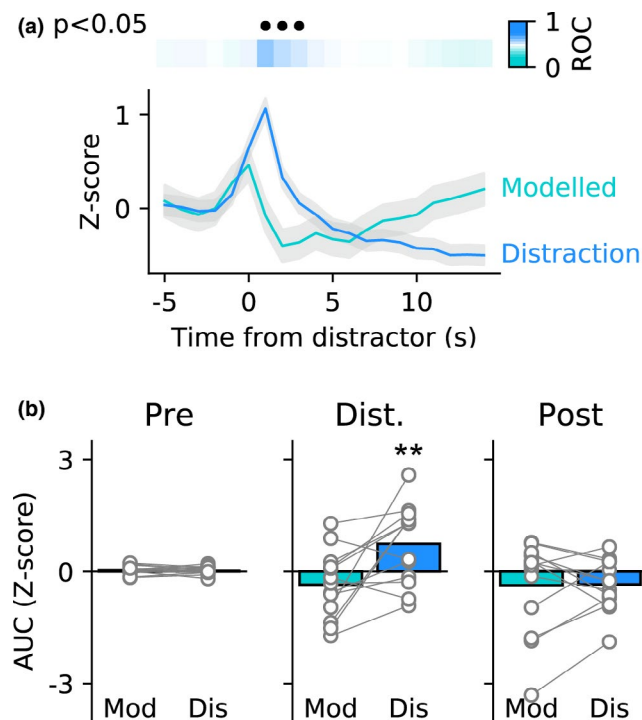 (a)
p<0.05
1
0
ROC
1
0
Z-score
Modelled
Distraction
-5 0 5 10
Time from distractor (s)
(b)
Pre Dist. Post
**
3
0
-3
AUC (Z-score)
Mod Dis Mod Dis Mod Dis